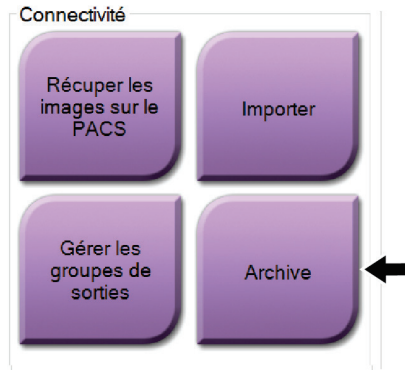 Connectivité
Récuper les
images sur le
PACS
Importer
Gérer les
groupes de
sorties
Archive